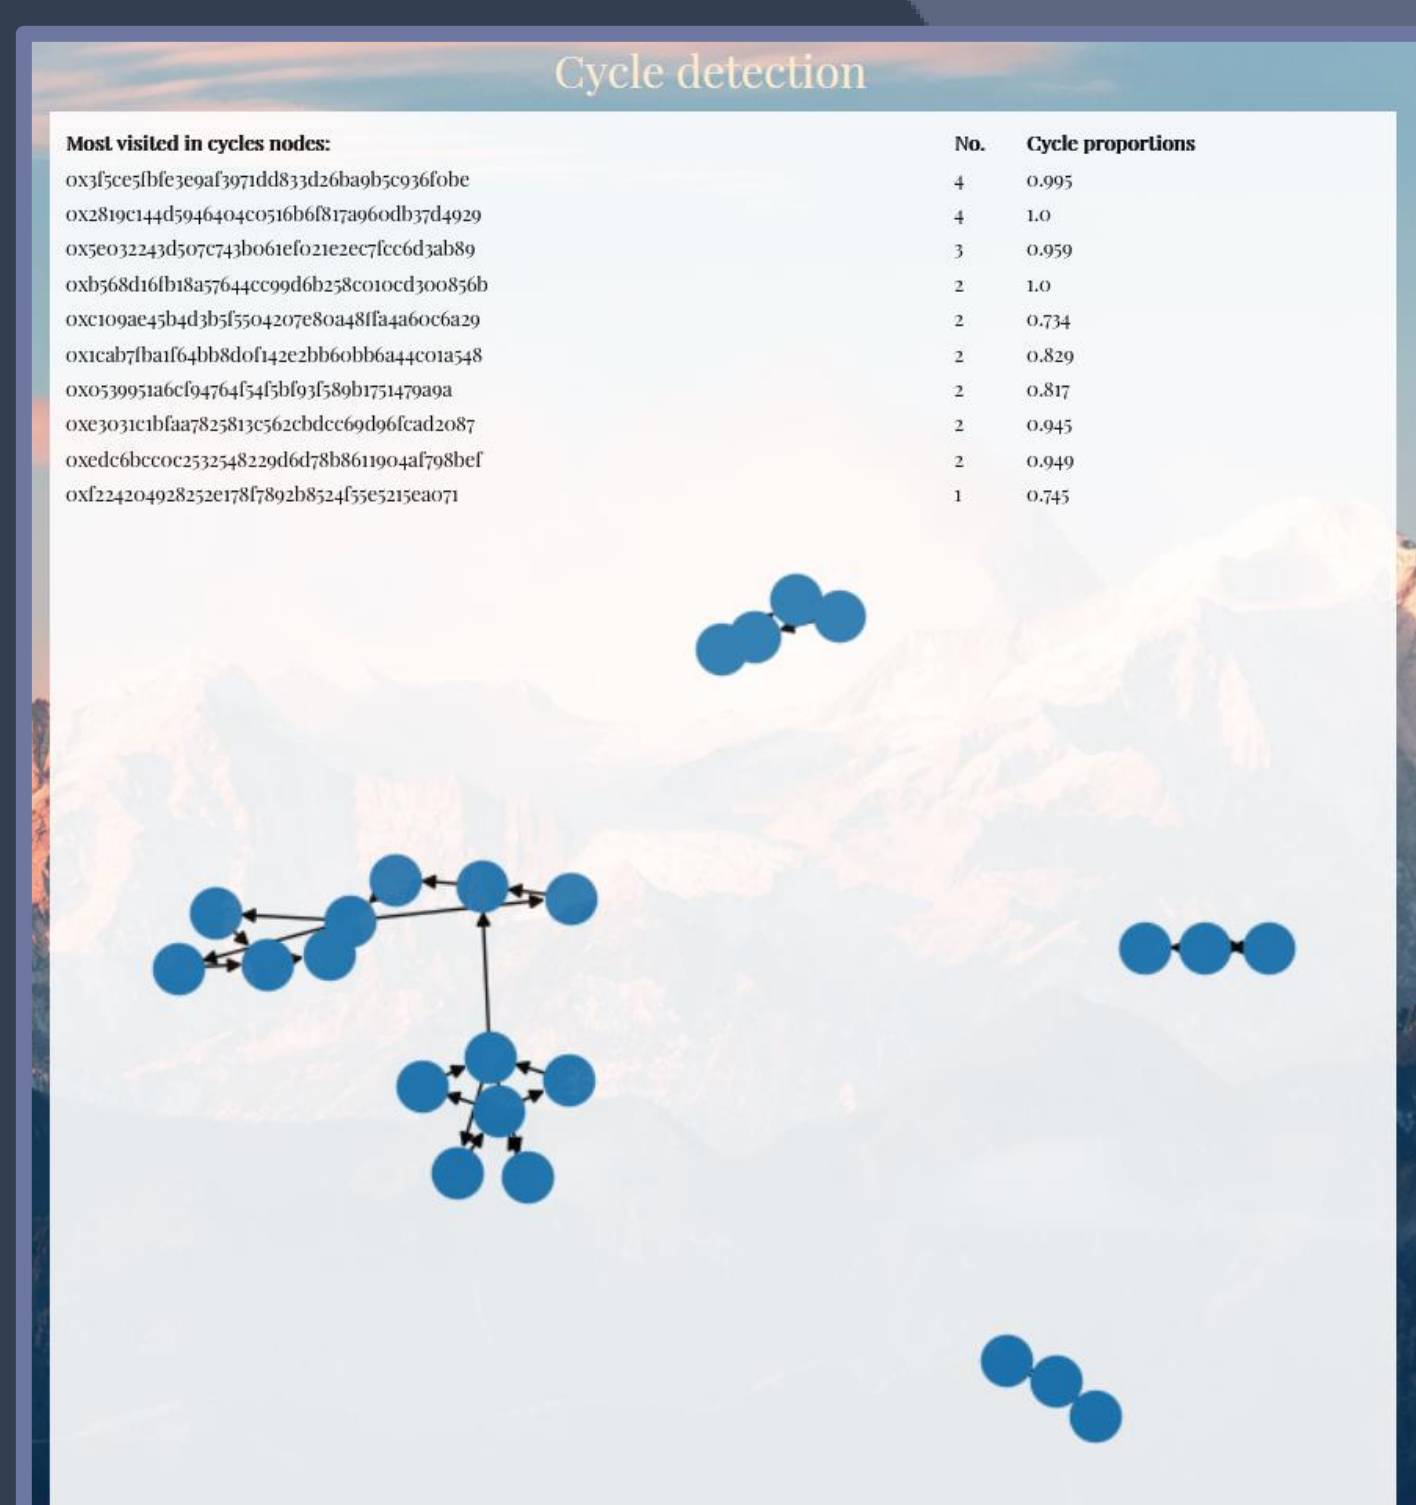 Cycle detection
Most visited in cycles nodes: No. Cycle proportions
0x3f5ce5fbfe3e9af3971dd833d26ba9b5c936f0be 4 0.995
0x2819c144d5946404c0516b6f817a960db37d4929 4 1.0
0x5e032243d507c743b061ef021e2ec7fcc6d3ab89 3 0.959
0xb568d16fb18a57644cc99d6b258c010cd300856b 2 1.0
0xc109ae45b4d3b5f5504207e80a48ffa4a60c6a29 2 0.734
0x1cab7fba1f64bb8d0f142e2bb60bb6a44c01a548 2 0.829
0x0539951a6cf94764f54f5bf93f589b1751479a9a 2 0.817
0xe3031c1bfaa7825813c562cbdcc69d96fcad2087 2 0.945
0xedc6bcc0c2532548229d6d78b8611904af798bef 2 0.949
0xf224204928252e178f7892b8524f55e5215ea071 1 0.745